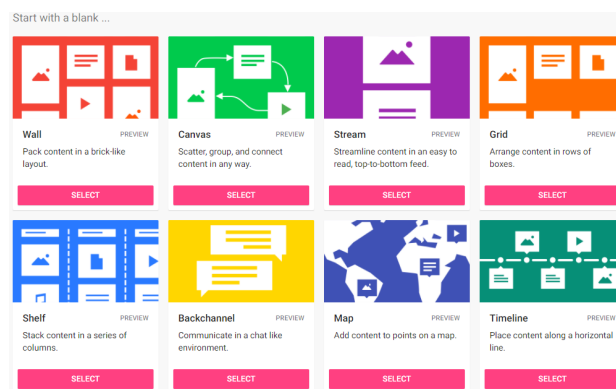 Start with a blank ...
Wall PREVIEW
Pack content in a brick-like
layout.
SELECT
Canvas PREVIEW
Scatter, group, and connect
content in any way.
SELECT
Stream PREVIEW
Streamline content in an easy to
read, top-to-bottom feed.
SELECT
Grid PREVIEW
Arrange content in rows of
boxes.
SELECT
Shelf PREVIEW
Stack content in a series of
columns.
SELECT
Backchannel PREVIEW
Communicate in a chat like
environment.
SELECT
Map PREVIEW
Add content to points on a map.
SELECT
Timeline PREVIEW
Place content along a horizontal
line.
SELECT